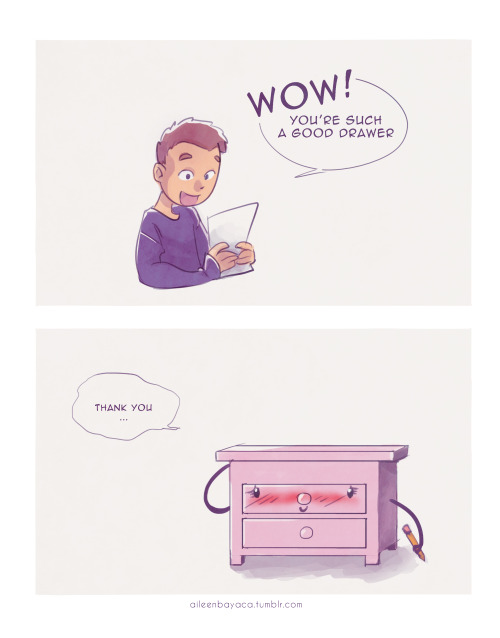 WOW!
YOU'RE SUCH
A GOOD DRAWER
THANK YOU
...
aileenbayaca.tumblr.com